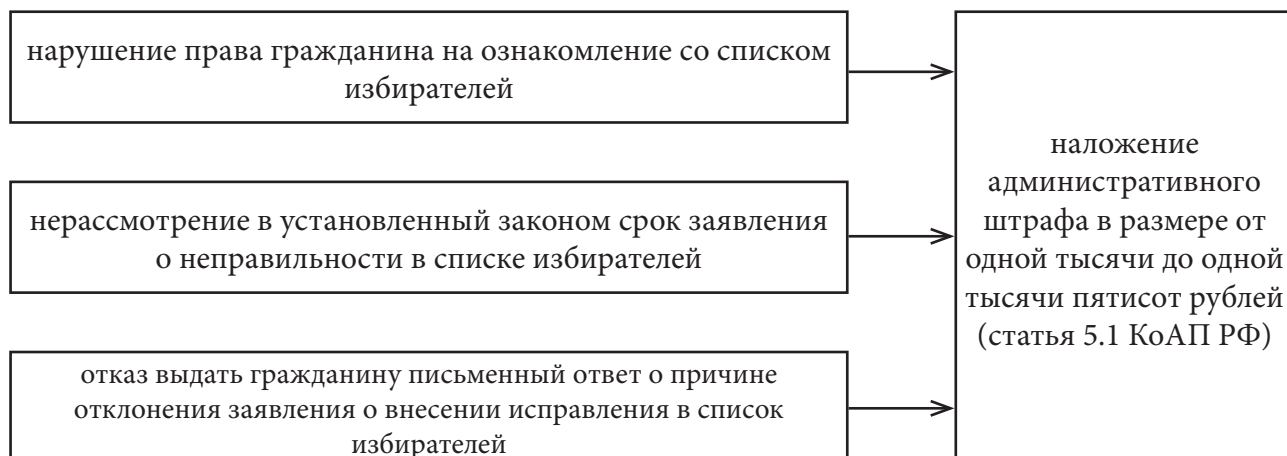 нарушение права гражданина на ознакомление со списком
избирателей
нерассмотрение в установленный законом срок заявления
о неправильности в списке избирателей
отказ выдать гражданину письменный ответ о причине
отклонения заявления о внесении исправления в список
избирателей
наложение
административного
штрафа в размере от
одной тысячи до одной
тысячи пятисот рублей
(статья 5.1 КоАП РФ)